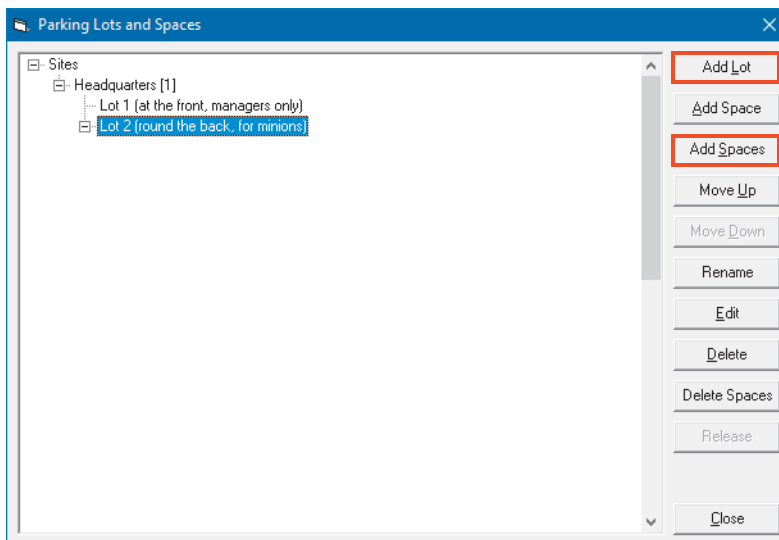 Parking Lots and Spaces
Sites
Headquarters [1]
Lot 1 (at the front, managers only)
Lot 2 (round the back, for minions)
Add Lot
Add Space
Add Spaces
Move Up
Move Down
Rename
Edit
Delete
Delete Spaces
Release
Close